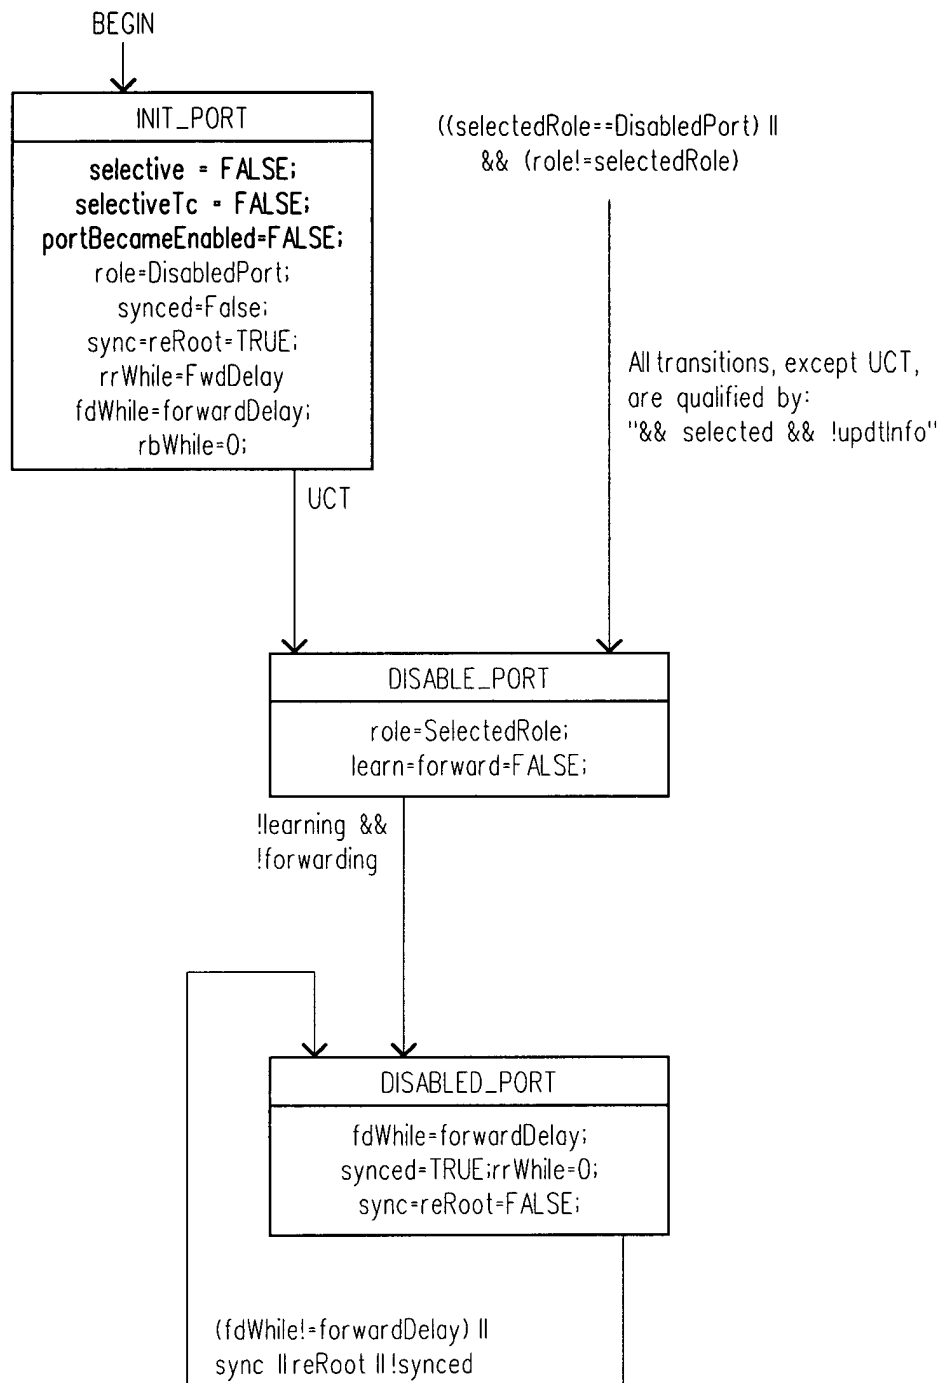 BEGIN
INIT_PORT
selective = FALSE;
selectiveTc = FALSE;
portBecameEnabled=FALSE;
role=DisabledPort;
synced=False;
sync=reRoot=TRUE;
rrWhile=FwdDelay
fdWhile=forwardDelay;
rbWhile=0;
((selectedRole==DisabledPort) ||
&& (role!=selectedRole)
All transitions, except UCT,
are qualified by:
"&& selected && !updtInfo"
UCT
DISABLE_PORT
role=SelectedRole;
learn=forward=FALSE;
!learning &&
!forwarding
DISABLED_PORT
fdWhile=forwardDelay;
synced=TRUE;rrWhile=0;
sync=reRoot=FALSE;
(fdWhile!=forwardDelay) ||
sync || reRoot || !synced